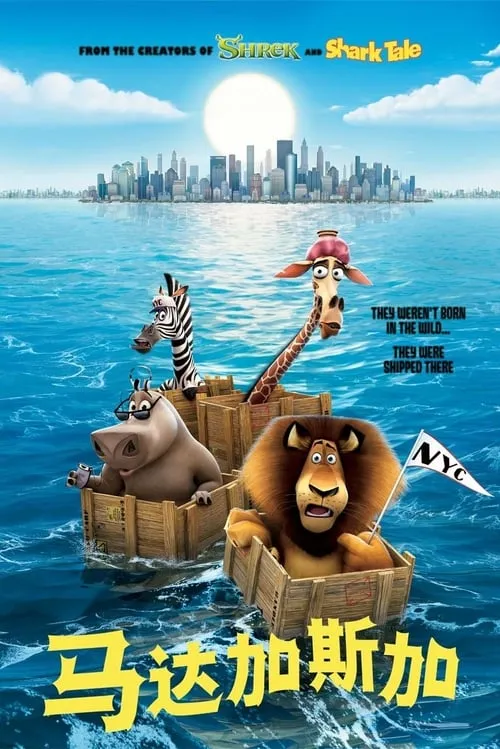 FROM THE CREATORS OF SHREK AND Shark Tale
THEY WEREN'T BORN
IN THE WILD...
THEY WERE
SHIPPED THERE
NYC
马达加斯加